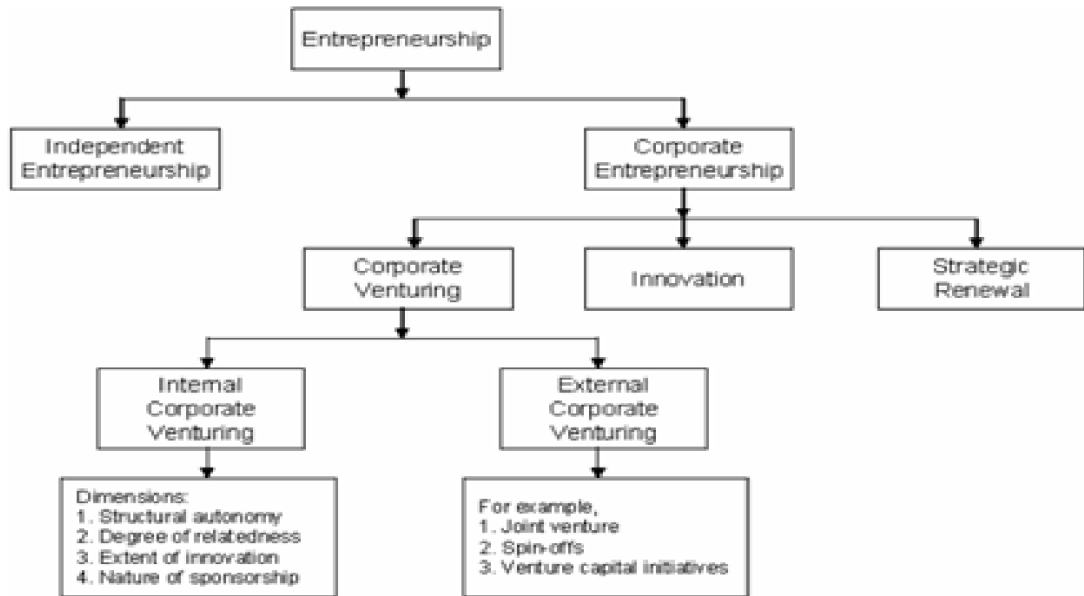 Entrepreneurship
Independent
Entrepreneurship
Corporate
Entrepreneurship
Corporate
Venturing
Innovation
Strategic
Renewal
Internal
Corporate
Venturing
External
Corporate
Venturing
Dimensions:
1. Structural autonomy
2. Degree of relatedness
3. Extent of innovation
4. Nature of sponsorship
For example,
1. Joint venture
2. Spin-offs
3. Venture capital initiatives